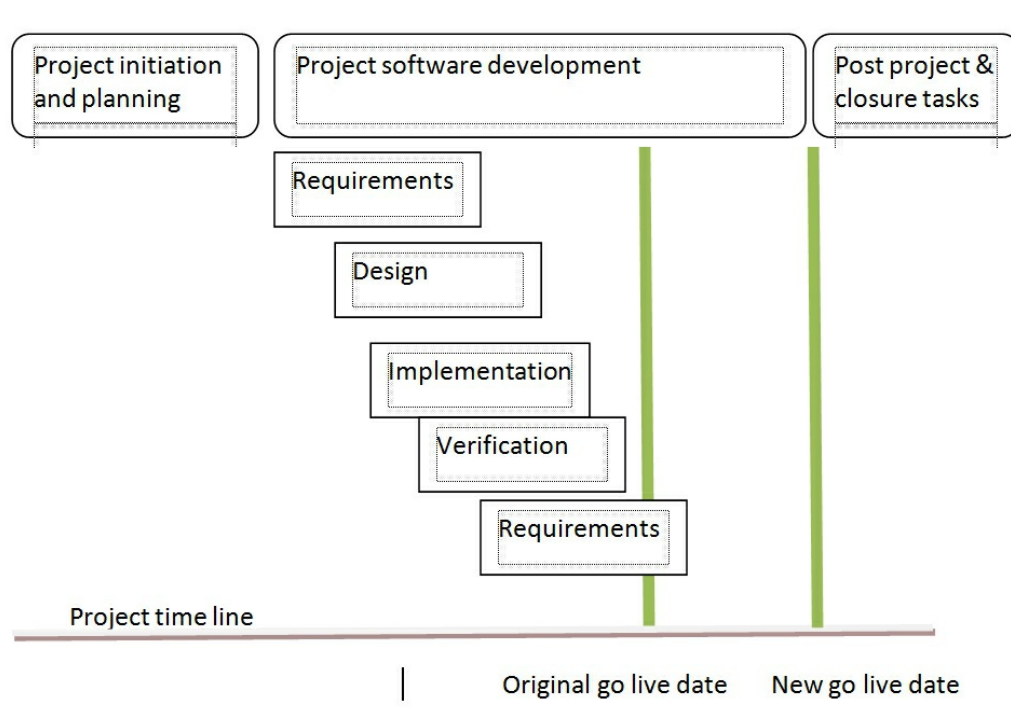 Project initiation
and planning
Project software development
Post project &
closure tasks
Requirements
Design
Implementation
Verification
Requirements
Project time line
Original go live date
New go live date